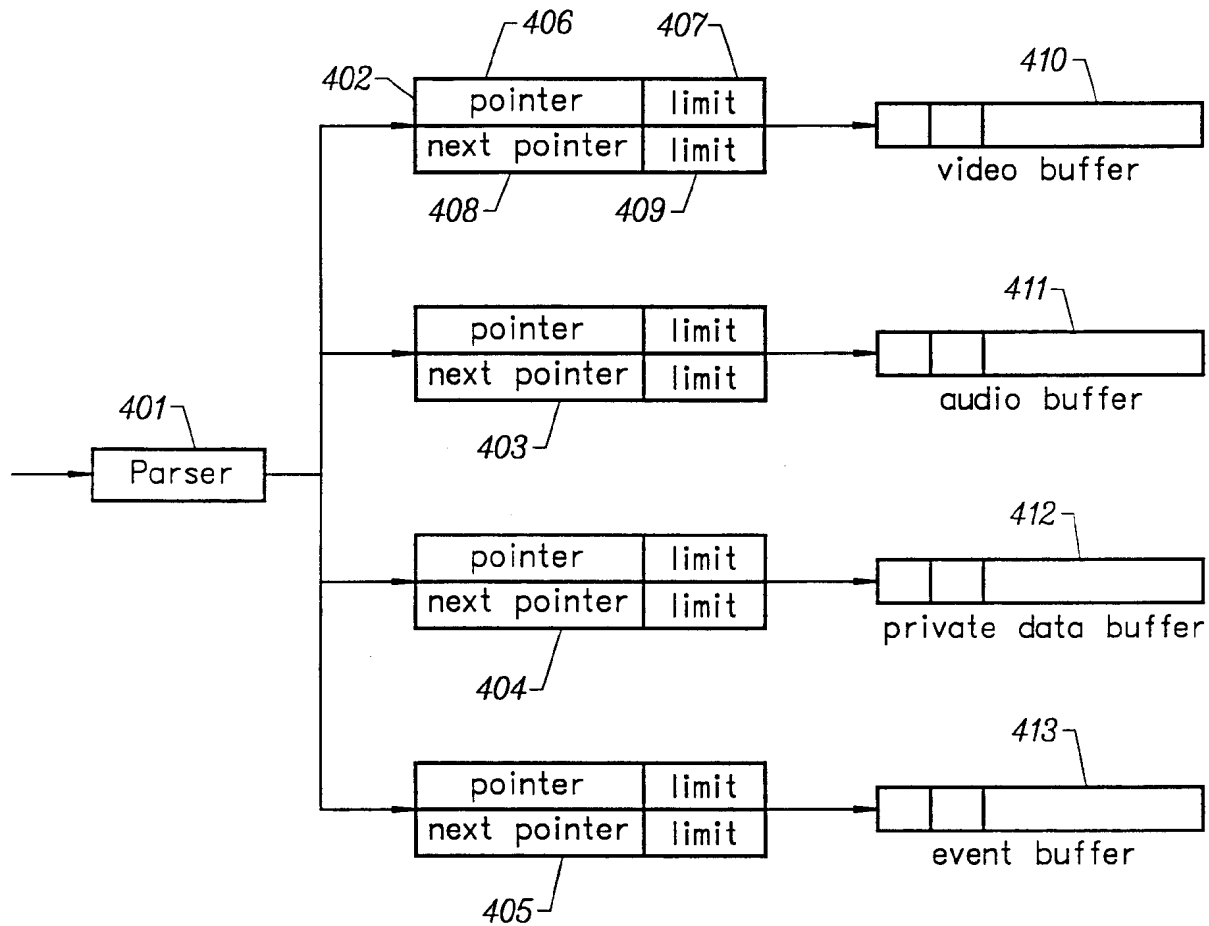 406
407
402
410
pointer limit
next pointer limit
video buffer
408
409
411
pointer limit
next pointer limit
audio buffer
401
403
Parser
412
pointer limit
next pointer limit
private data buffer
404
413
pointer limit
next pointer limit
event buffer
405